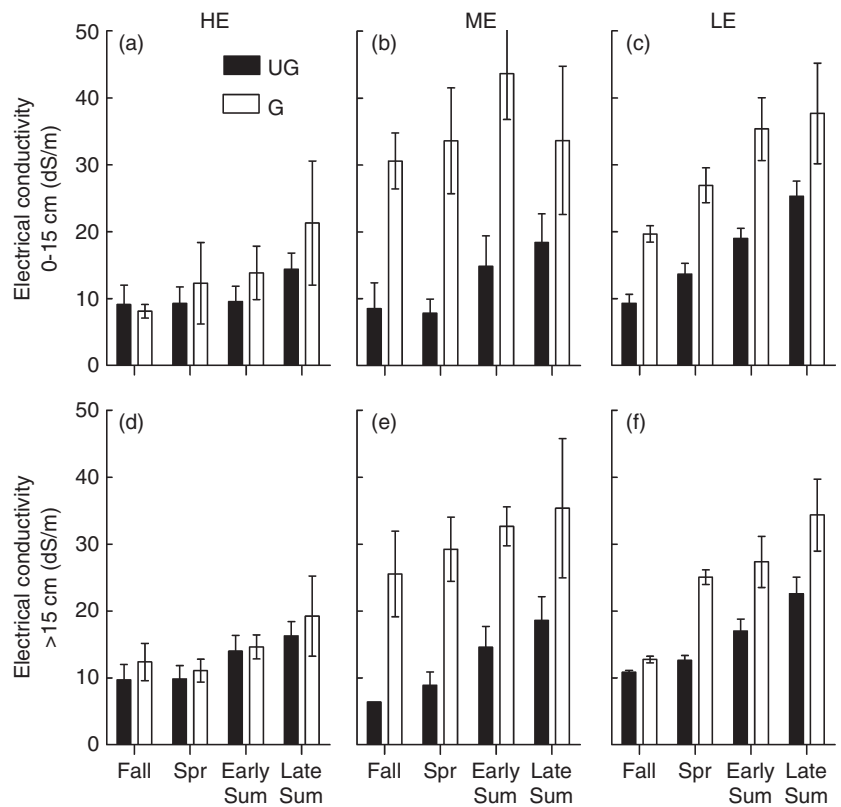 HE
ME
LE
(a)
(b)
(c)
UG
G
50
40
30
20
10
0
Electrical conductivity
0-15 cm (dS/m)
(d)
(e)
(f)
50
40
30
20
10
0
Electrical conductivity
>15 cm (dS/m)
Fall Spr Early Sum Late Sum
Fall Spr Early Sum Late Sum
Fall Spr Early Sum Late Sum